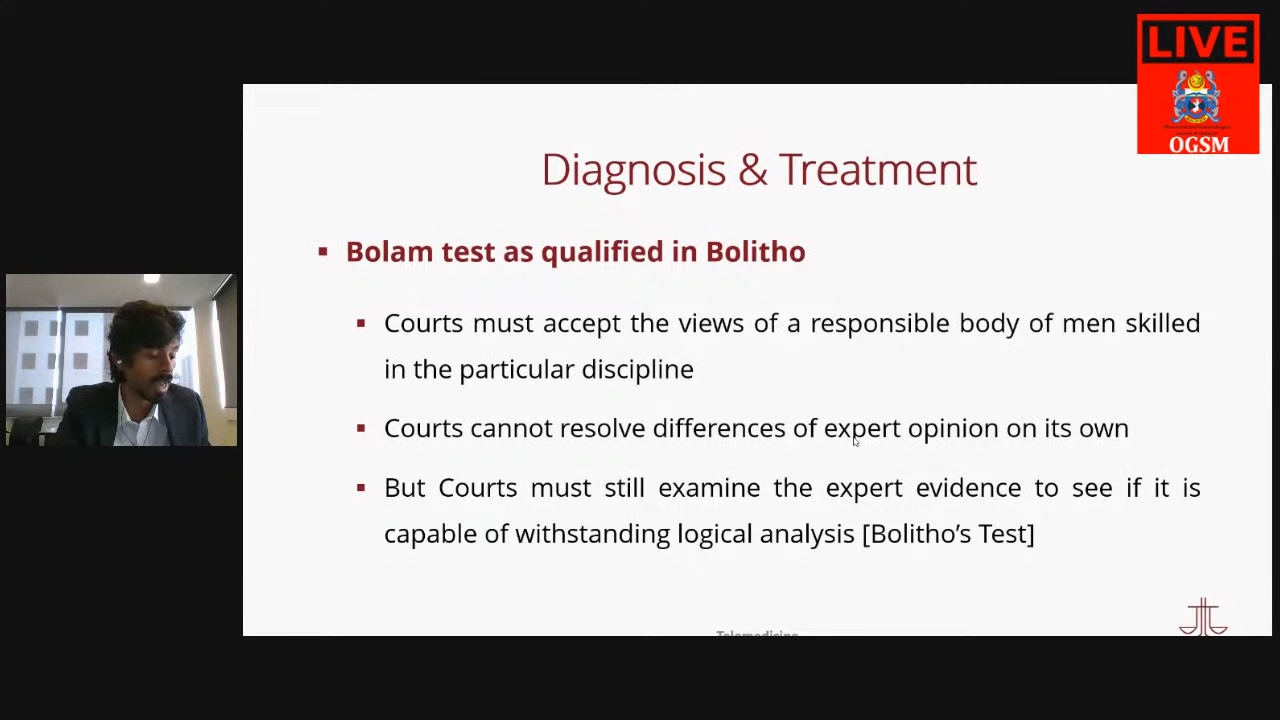 LIVE
OGSM
Diagnosis & Treatment
▪ Bolam test as qualified in Bolitho
▪ Courts must accept the views of a responsible body of men skilled
in the particular discipline
▪ Courts cannot resolve differences of expert opinion on its own
▪ But Courts must still examine the expert evidence to see if it is
capable of withstanding logical analysis [Bolitho’s Test]
Telemedicine